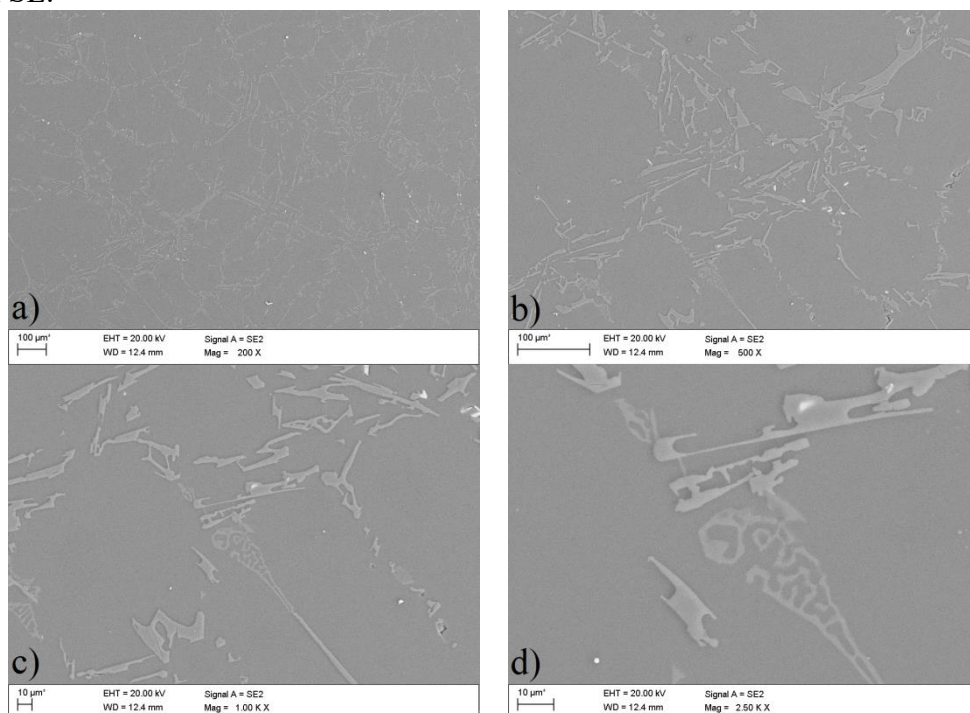 a)
100 µm
EHT = 20.00 kV
Signal A = SE2
WD = 12.4 mm
Mag = 200 X
b)
100 µm
EHT = 20.00 kV
Signal A = SE2
WD = 12.4 mm
Mag = 500 X
c)
10 µm
EHT = 20.00 kV
Signal A = SE2
WD = 12.4 mm
Mag = 1.00 K X
d)
10 µm
EHT = 20.00 kV
Signal A = SE2
WD = 12.4 mm
Mag = 2.50 K X